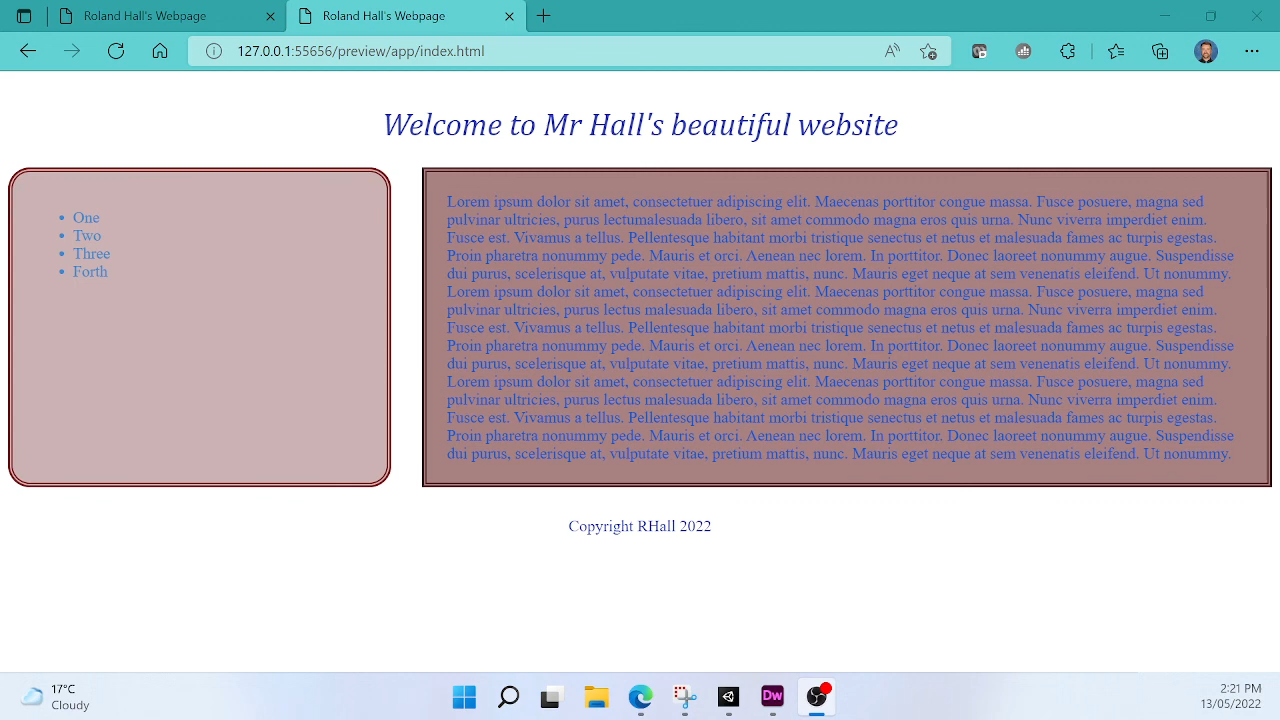 Roland Hall's Webpage
Roland Hall's Webpage
127.0.0.1:55656/preview/app/index.html
Welcome to Mr Hall's beautiful website
One
Two
Three
Forth
Lorem ipsum dolor sit amet, consectetuer adipiscing elit. Maecenas porttitor congue massa. Fusce posuere, magna sed
pulvinar ultricies, purus lectumalesuada libero, sit amet commodo magna eros quis urna. Nunc viverra imperdiet enim.
Fusce est. Vivamus a tellus. Pellentesque habitant morbi tristique senectus et netus et malesuada fames ac turpis egestas.
Proin pharetra nonummy pede. Mauris et orci. Aenean nec lorem. In porttitor. Donec laoreet nonummy augue. Suspendisse
dui purus, scelerisque at, vulputate vitae, pretium mattis, nunc. Mauris eget neque at sem venenatis eleifend. Ut nonummy.
Lorem ipsum dolor sit amet, consectetuer adipiscing elit. Maecenas porttitor congue massa. Fusce posuere, magna sed
pulvinar ultricies, purus lectus malesuada libero, sit amet commodo magna eros quis urna. Nunc viverra imperdiet enim.
Fusce est. Vivamus a tellus. Pellentesque habitant morbi tristique senectus et netus et malesuada fames ac turpis egestas.
Proin pharetra nonummy pede. Mauris et orci. Aenean nec lorem. In porttitor. Donec laoreet nonummy augue. Suspendisse
dui purus, scelerisque at, vulputate vitae, pretium mattis, nunc. Mauris eget neque at sem venenatis eleifend. Ut nonummy.
Lorem ipsum dolor sit amet, consectetuer adipiscing elit. Maecenas porttitor congue massa. Fusce posuere, magna sed
pulvinar ultricies, purus lectus malesuada libero, sit amet commodo magna eros quis urna. Nunc viverra imperdiet enim.
Fusce est. Vivamus a tellus. Pellentesque habitant morbi tristique senectus et netus et malesuada fames ac turpis egestas.
Proin pharetra nonummy pede. Mauris et orci. Aenean nec lorem. In porttitor. Donec laoreet nonummy augue. Suspendisse
dui purus, scelerisque at, vulputate vitae, pretium mattis, nunc. Mauris eget neque at sem venenatis eleifend. Ut nonummy.
Copyright RHall 2022
17°C
Cloudy
Dw
2:21 PM
13/05/2022